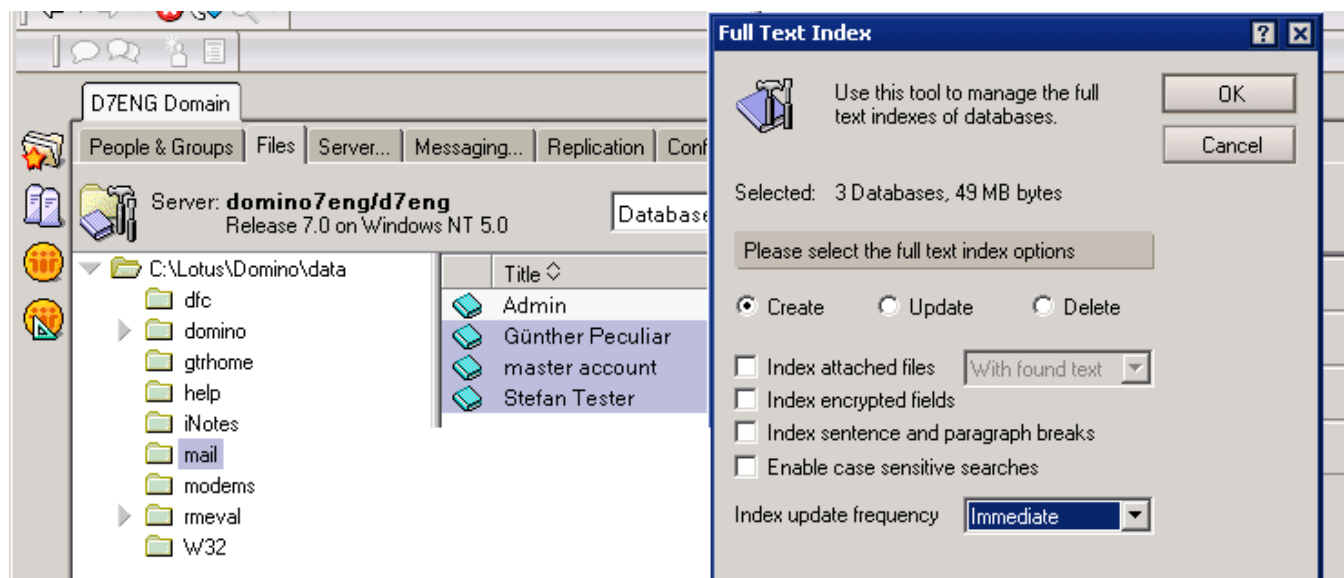 D7ENG Domain
People & Groups Files Server... Messaging... Replication Conf
Server: domino7eng/d7eng
Release 7.0 on Windows NT 5.0
Database
C:\Lotus\Domino\data
dfc
domino
gtrhome
help
iNotes
mail
modems
rmeval
W32
Title
Admin
Günther Peculiar
master account
Stefan Tester
Full Text Index
Use this tool to manage the full
text indexes of databases.
OK
Cancel
Selected: 3 Databases, 49 MB bytes
Please select the full text index options
Create Update Delete
Index attached files With found text
Index encrypted fields
Index sentence and paragraph breaks
Enable case sensitive searches
Index update frequency Immediate